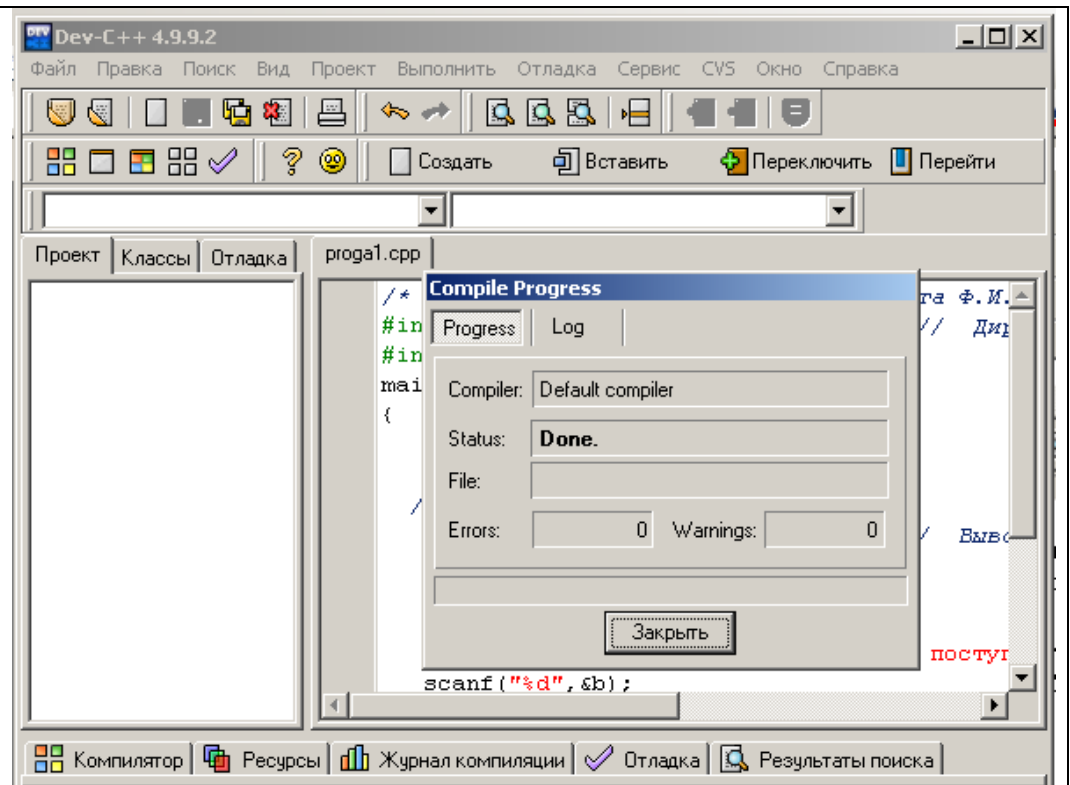 Dev-C++ 4.9.9.2
Файл Правка Поиск Вид Проект Выполнить Отладка Сервис CVS Окно Справка
Создать Вставить Переключить Перейти
Проект Классы Отладка proga1.cpp
Compile Progress
/* та Ф.И.
#in Progress Log //
#in
mai Compiler: Default compiler
{
Status: Done.
File:
/
Errors: 0 Warnings: 0 /
Закрыть
поступ
scanf("%d",&b);
Компилятор Ресурсы Журнал компиляции Отладка Результаты поиска